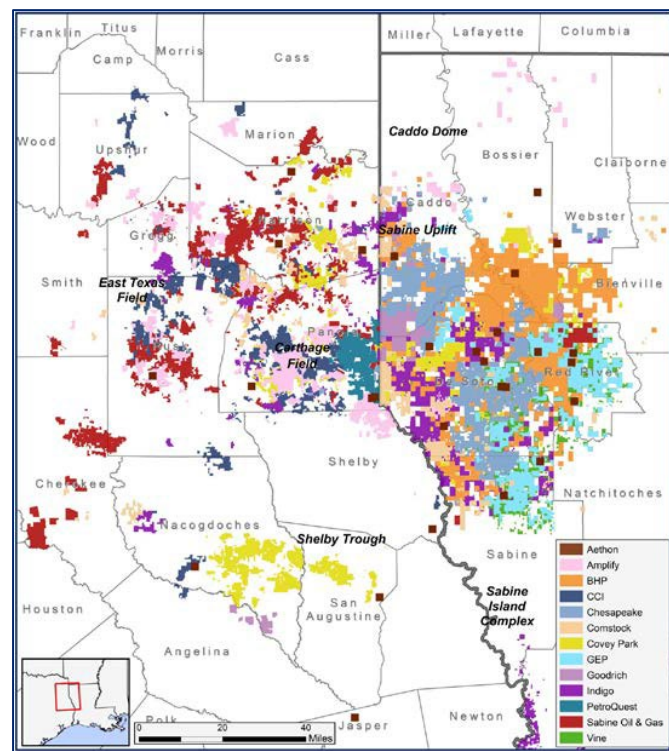 Titus
Franklin
Morris
Camp
Cass
Miller
Lafayette
Columbia
Wood
Upshur
Marion
Caddo Dome
Bossier
Claiborne
Caddo
Webster
Harrison
Gregg
Sabine Uplift
Smith
East Texas
Field
Bienville
Panola
Rusk
Carthage
Field
De Soto
Red River
Shelby
Cherokee
Natchitoches
Nacogdoches
Shelby Trough
Sabine
San
Augustine
Houston
Sabine
Island
Complex
Angelina
Polk
Jasper
Newton
0
20
40
Miles
Aethon
Amplify
BHP
CCI
Chesapeake
Comstock
Covey Park
GEP
Goodrich
Indigo
PetroQuest
Sabine Oil & Gas
Vine